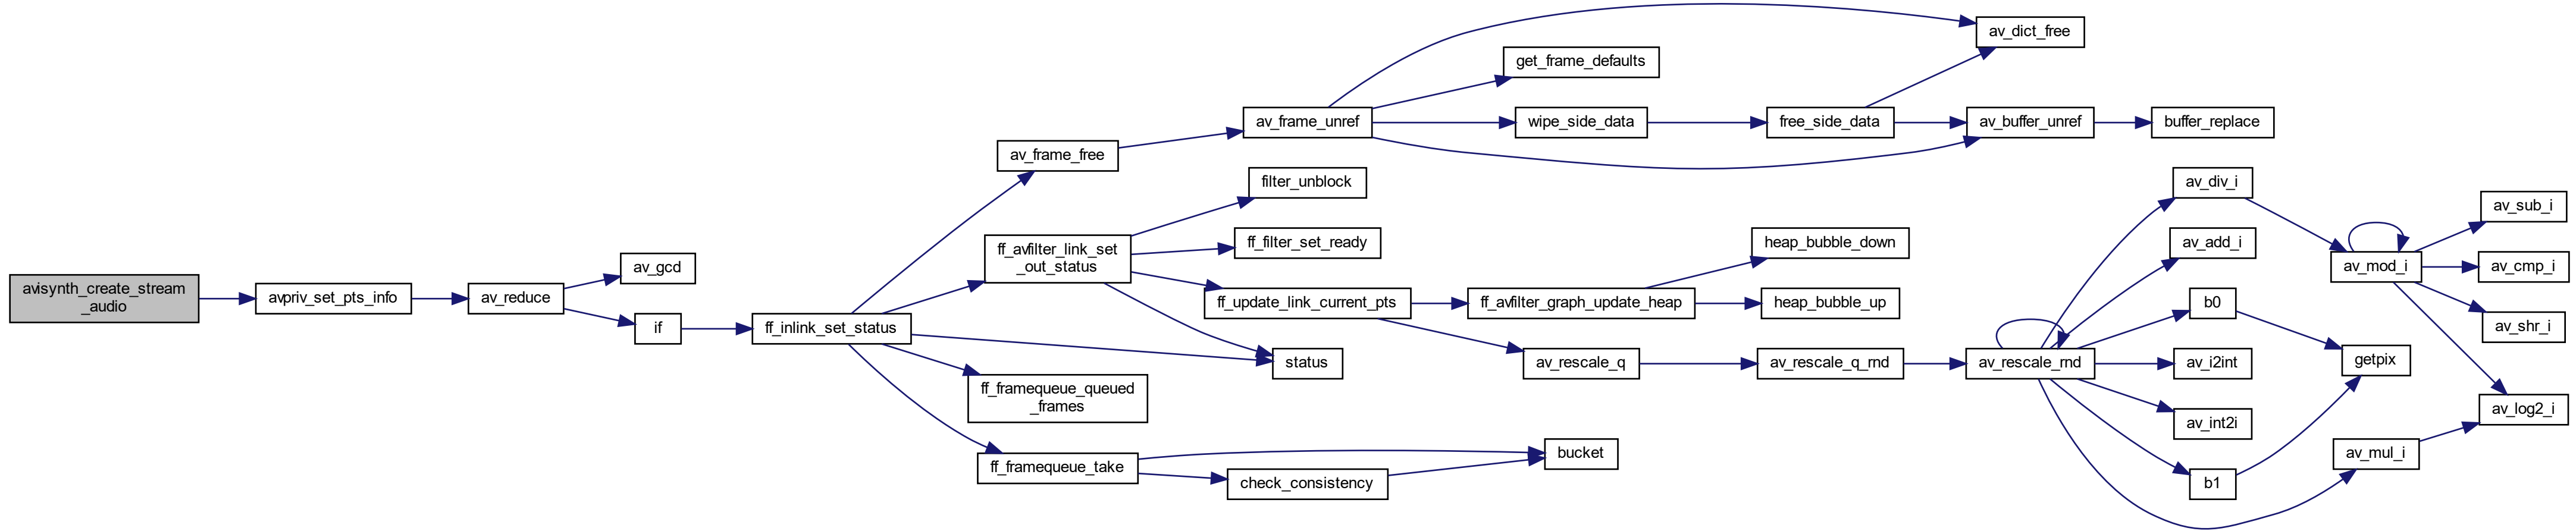 avisynth_create_stream
_audio
avpriv_set_pts_info
av_reduce
av_gcd
if
ff_inlink_set_status
av_frame_free
ff_avfilter_link_set
_out_status
ff_framequeue_queued
_frames
ff_framequeue_take
av_frame_unref
filter_unblock
ff_filter_set_ready
ff_update_link_current_pts
status
check_consistency
get_frame_defaults
wipe_side_data
ff_avfilter_graph_update_heap
av_rescale_q
bucket
free_side_data
heap_bubble_down
heap_bubble_up
av_rescale_q_rnd
av_dict_free
av_buffer_unref
av_rescale_rnd
buffer_replace
av_div_i
av_add_i
b0
av_i2int
av_int2i
b1
av_mod_i
getpix
av_mul_i
av_sub_i
av_cmp_i
av_shr_i
av_log2_i